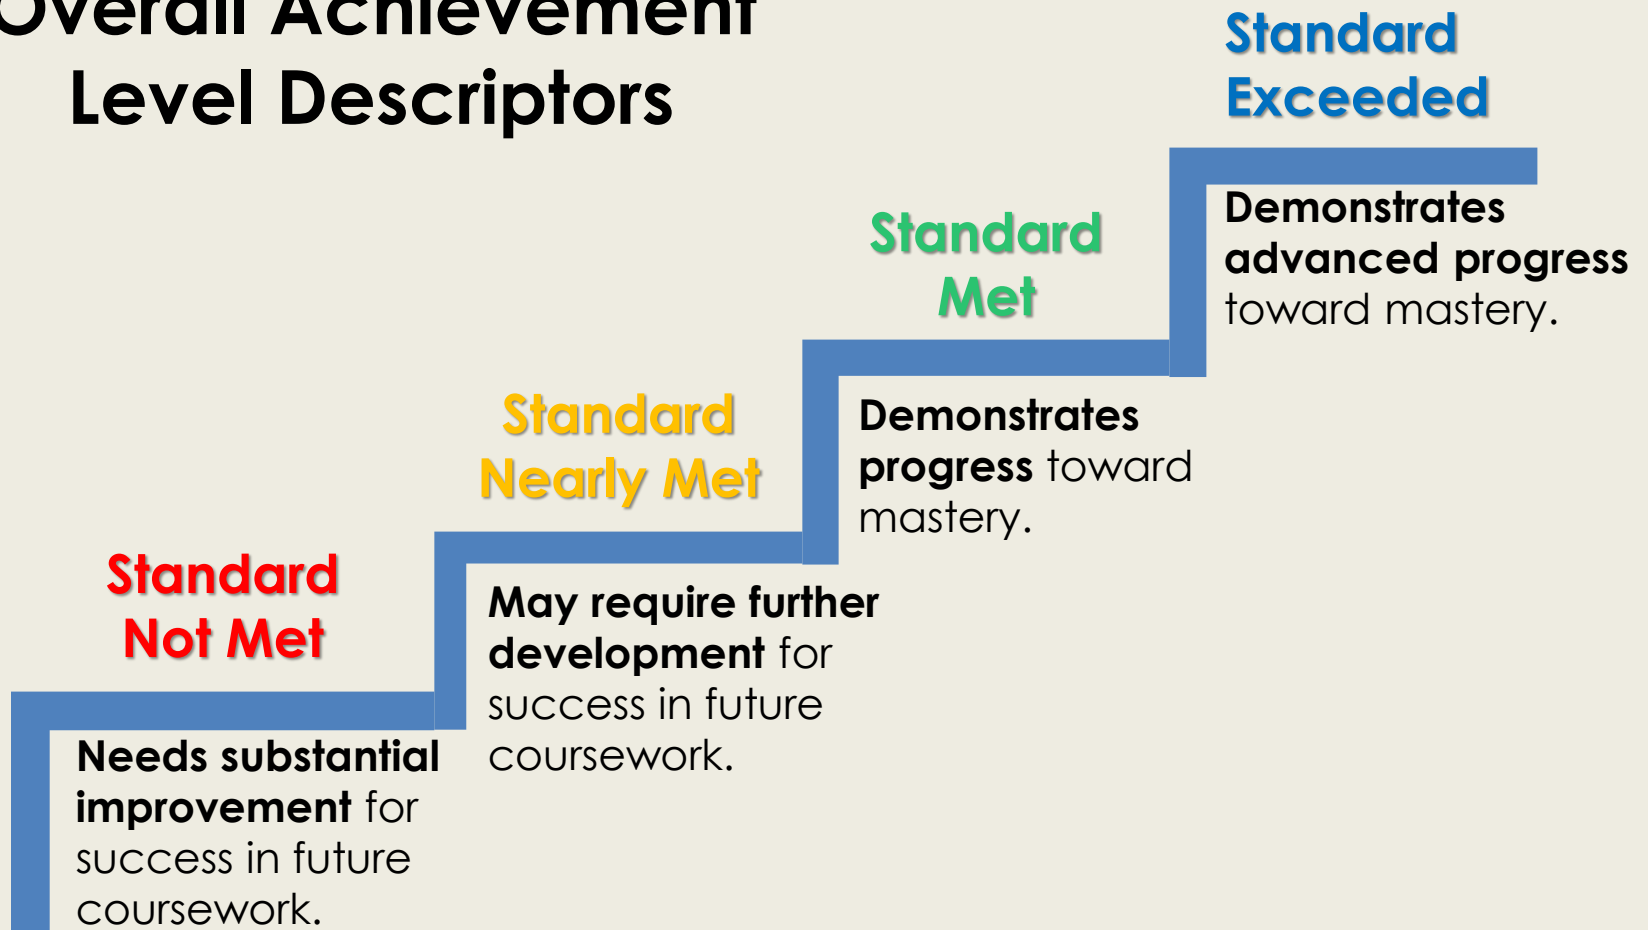 Overall Achievement
Level Descriptors
Standard
Exceeded
Demonstrates
advanced progress
toward mastery.
Standard
Met
Demonstrates
progress toward
mastery.
Standard
Nearly Met
May require further
development for
success in future
coursework.
Standard
Not Met
Needs substantial
improvement for
success in future
coursework.